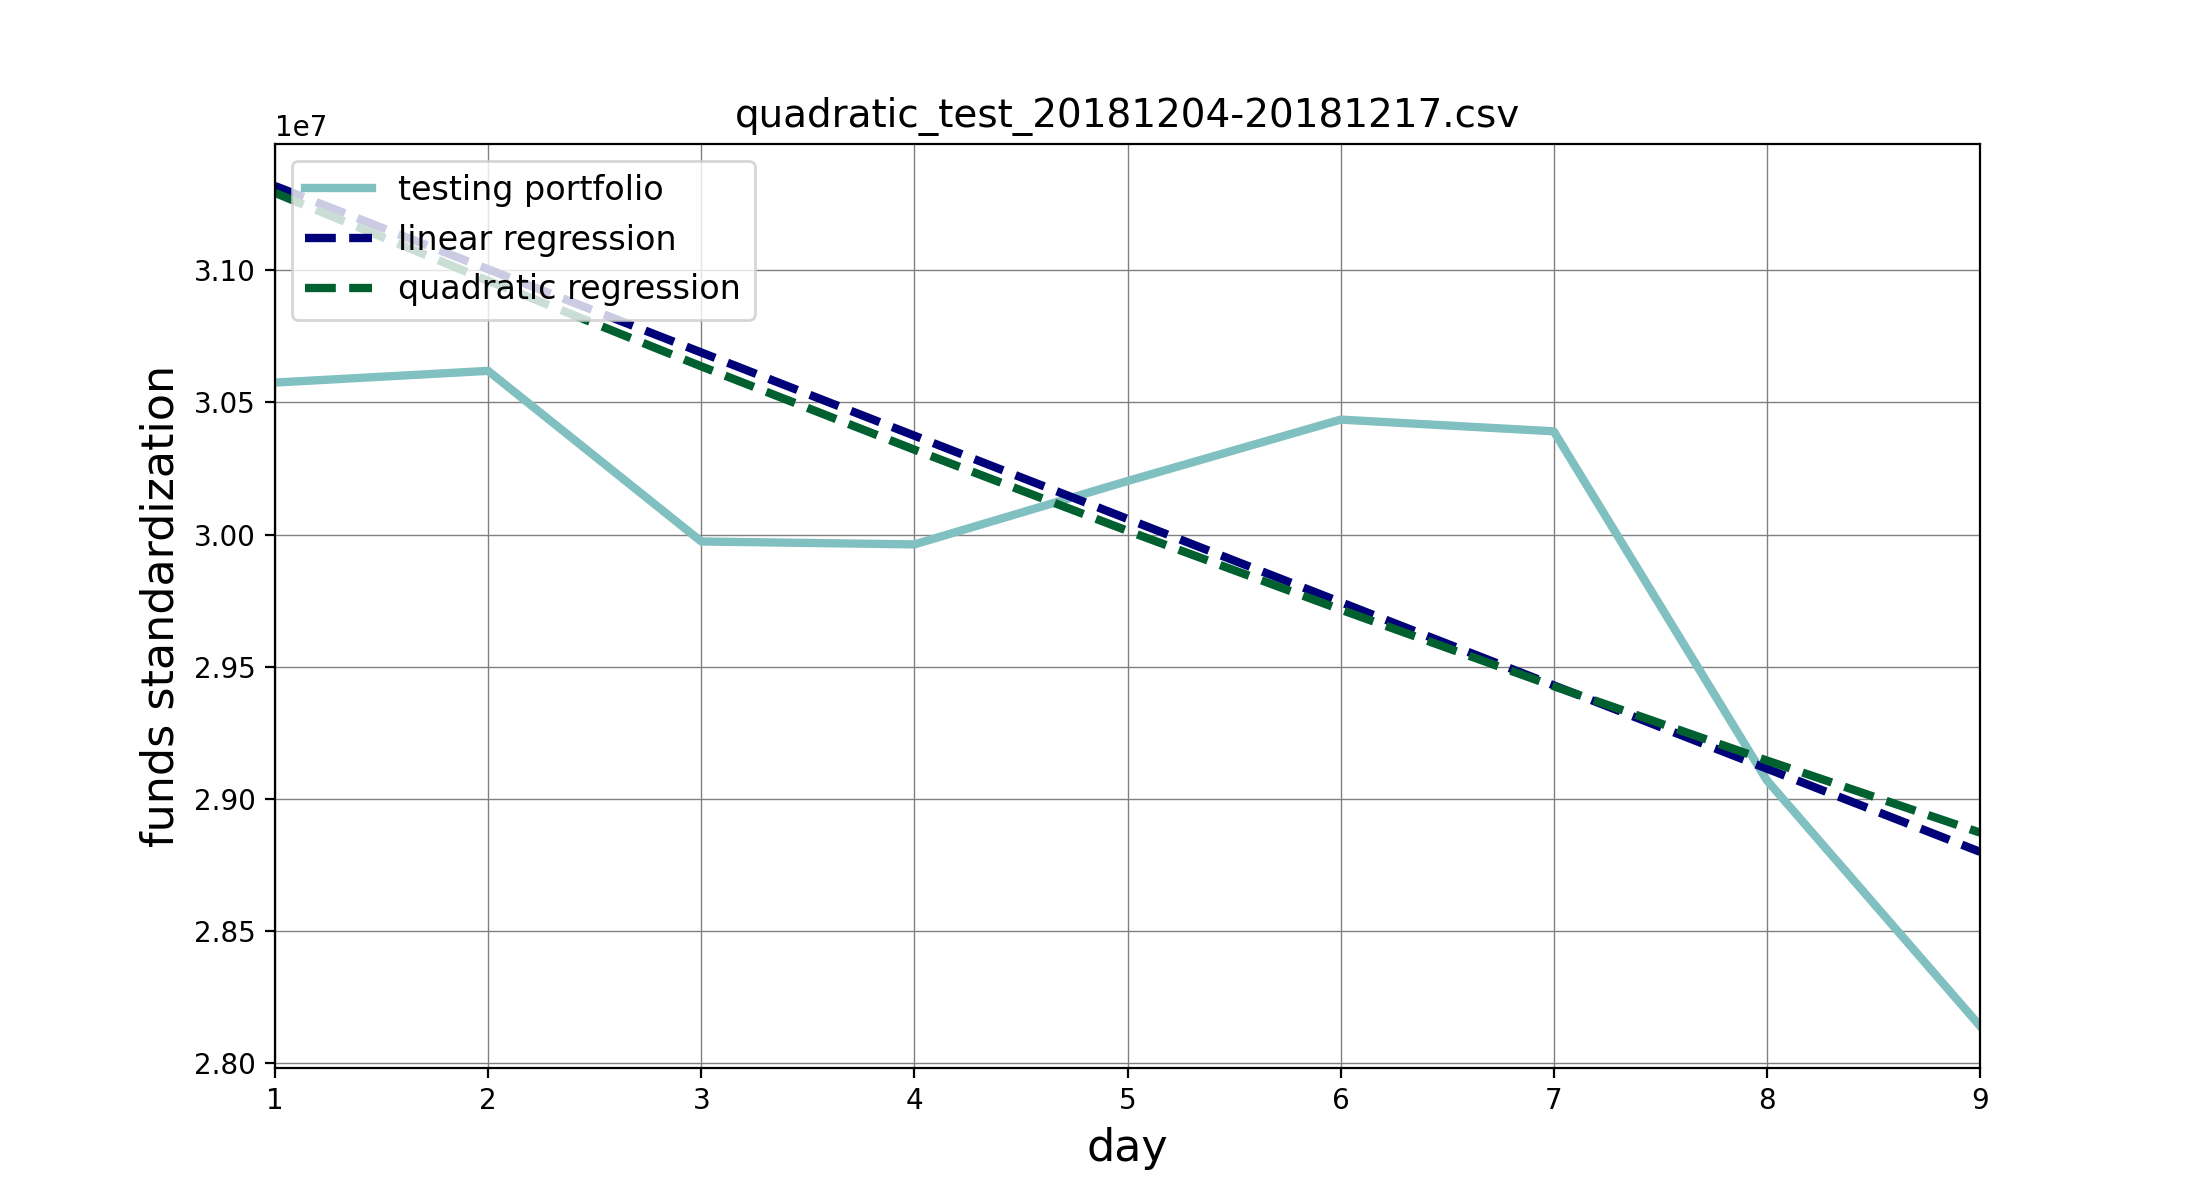 quadratic_test_20181204-20181217.csv
1e7
testing portfolio
linear regression
quadratic regression
3.10
3.05
3.00
2.95
2.90
2.85
2.80
funds standardization
1 2 3 4 5 6 7 8 9
day